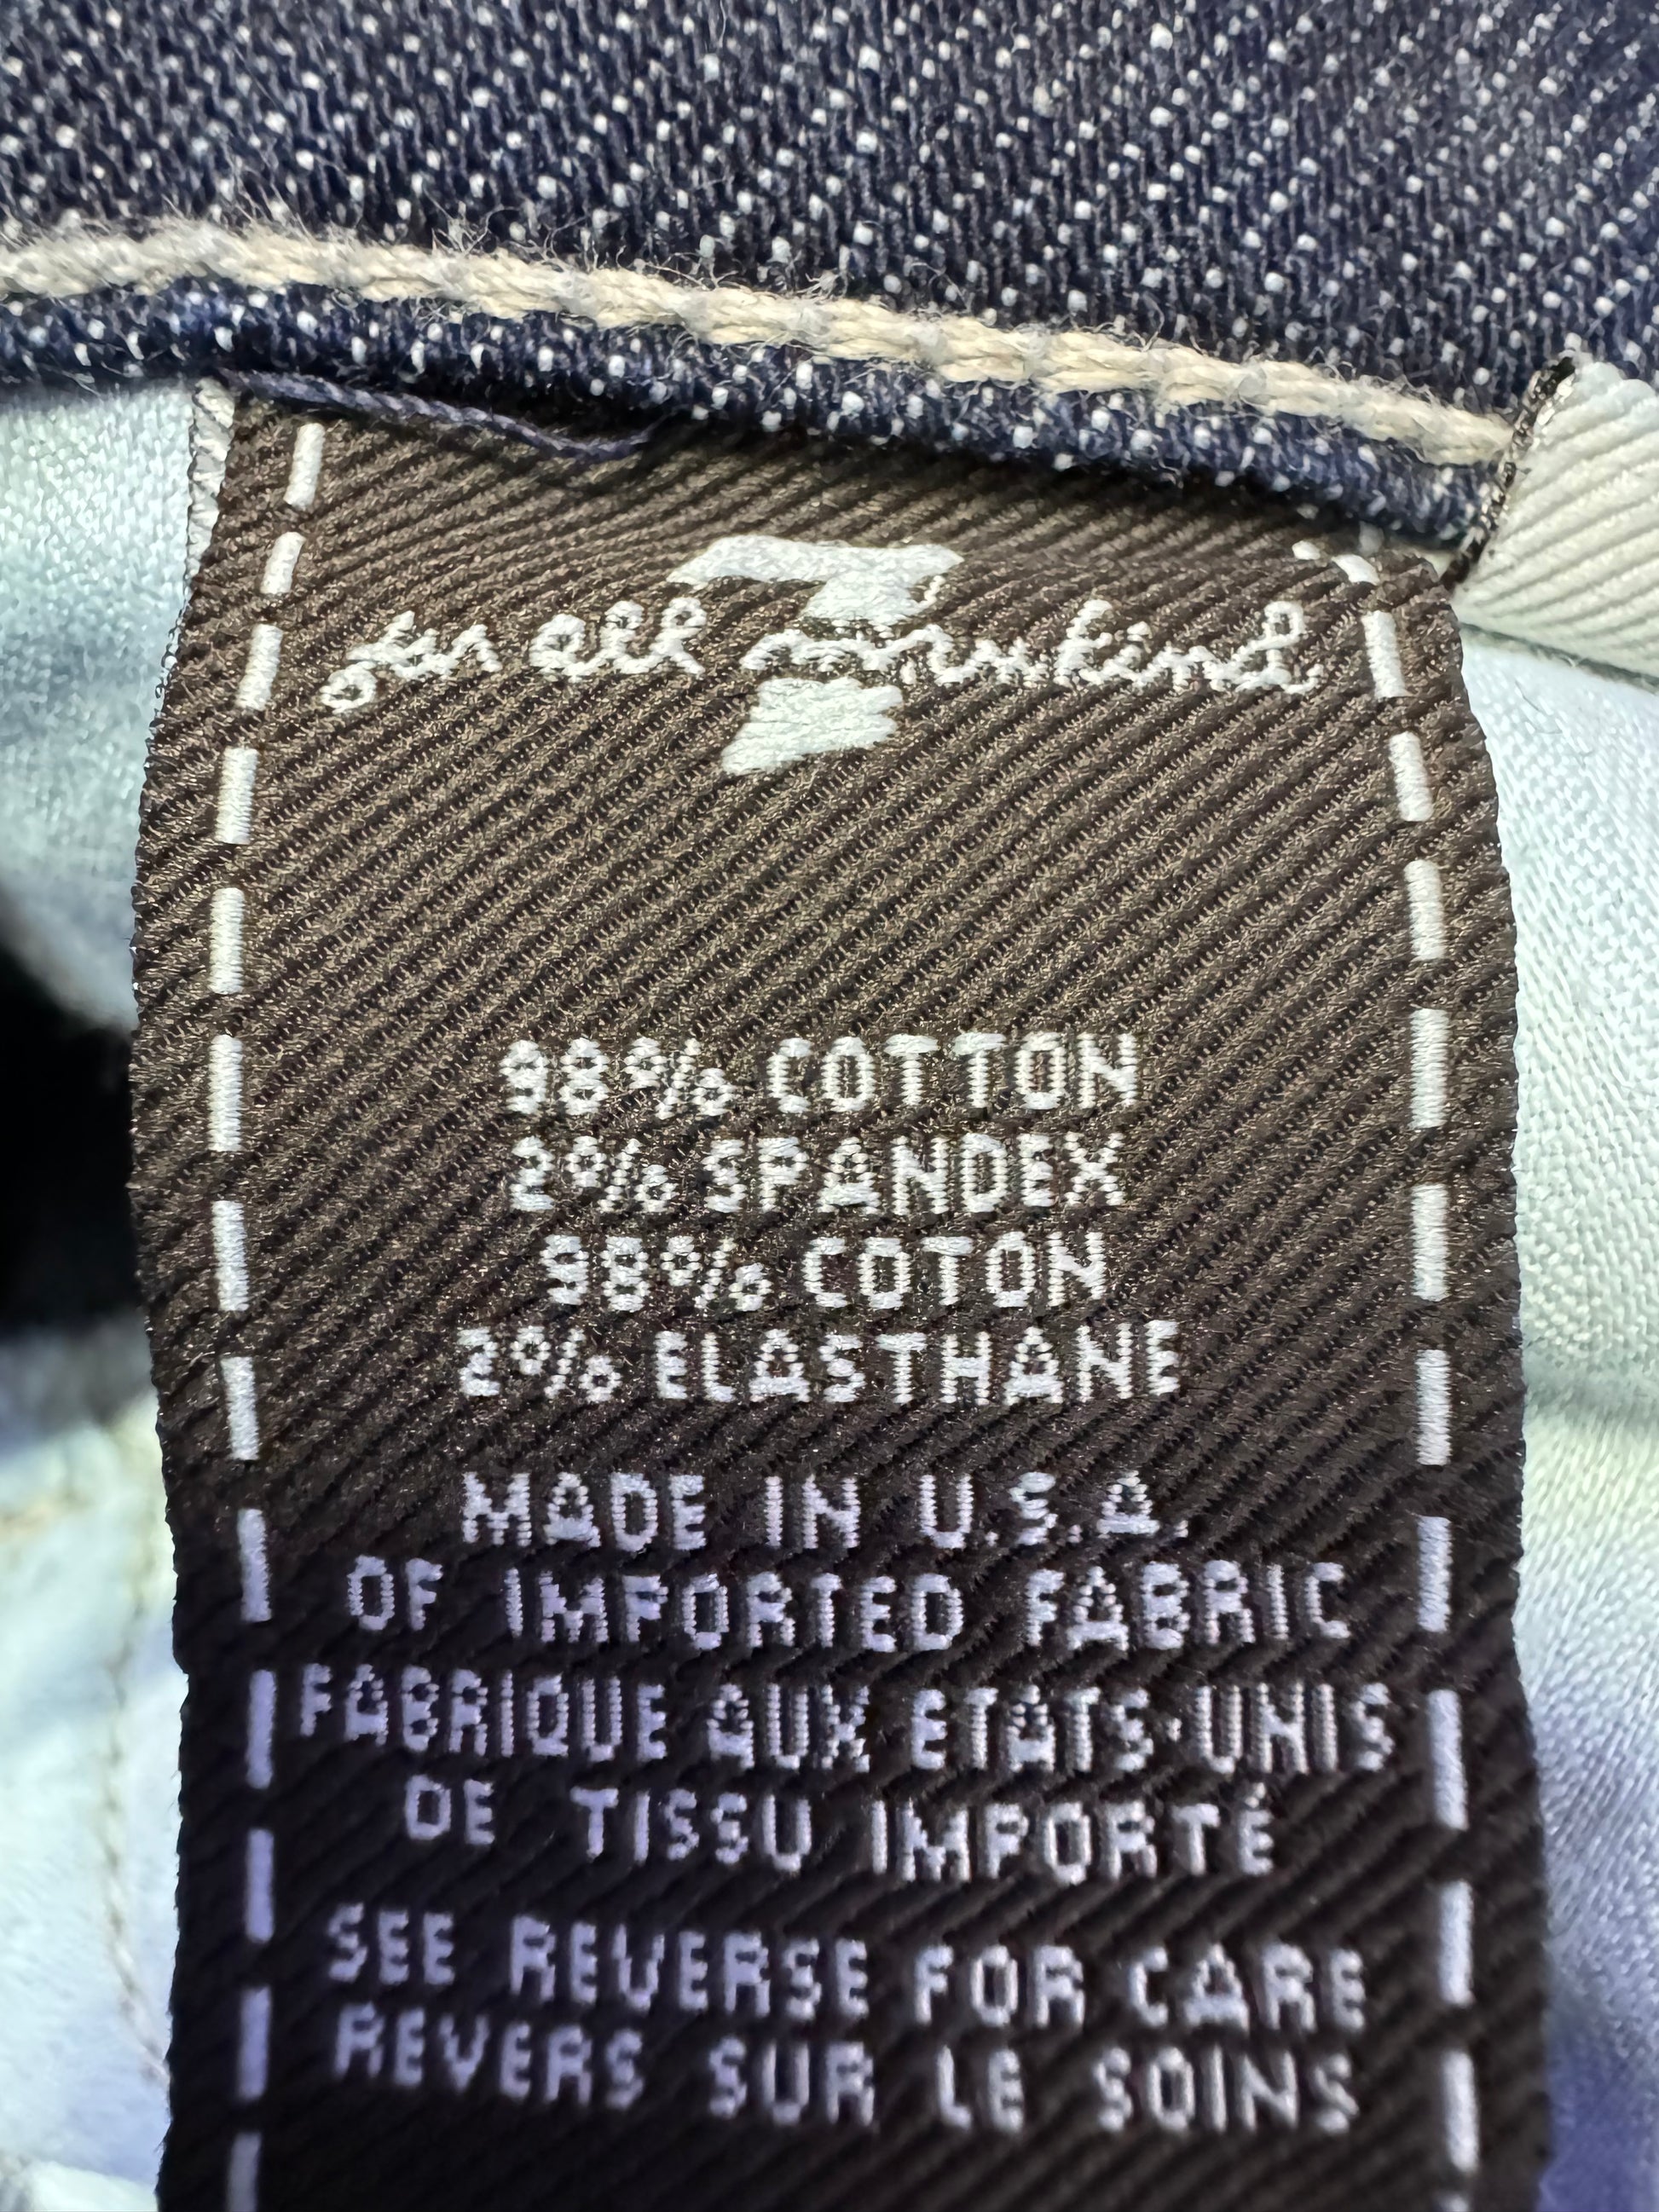 7
for all mankind
98% COTTON
2% SPANDEX
98% COTON
2% ELASTHANE
MADE IN U.S.A.
OF IMPORTED FABRIC
FABRIQUE AUX ETATS-UNIS
DE TISSU IMPORTÉ
SEE REVERSE FOR CARE
REVERS SUR LE SOINS